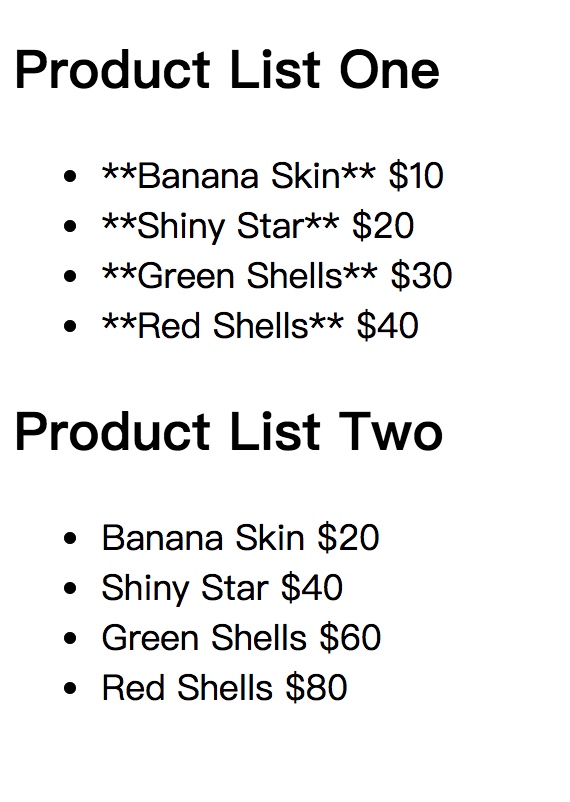 Product List One
• **Banana Skin** $10
• **Shiny Star** $20
• **Green Shells** $30
• **Red Shells** $40
Product List Two
• Banana Skin $20
• Shiny Star $40
• Green Shells $60
• Red Shells $80